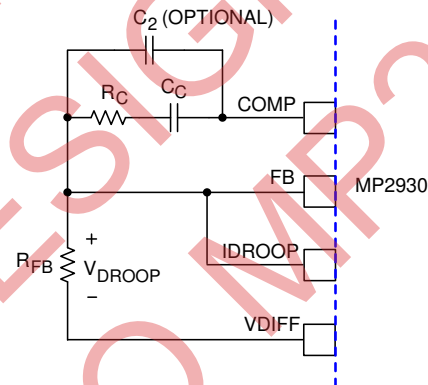 C2 (OPTIONAL)
RC
CC
COMP
FB
MP2930
IDROOP
+
RFB
VDROOP
−
VDIFF